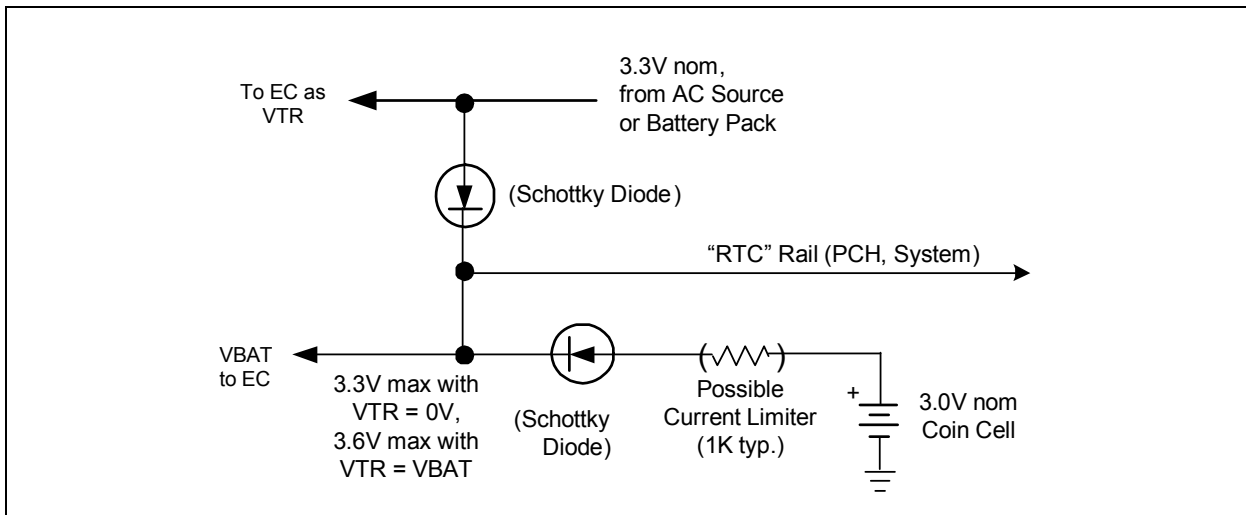 To EC as
VTR
3.3V nom,
from AC Source
or Battery Pack
(Schottky Diode)
“RTC” Rail (PCH, System)
VBAT
to EC
3.3V max with
VTR = 0V,
3.6V max with
VTR = VBAT
(Schottky
Diode)
( )
Possible
Current Limiter
(1K typ.)
+
3.0V nom
Coin Cell